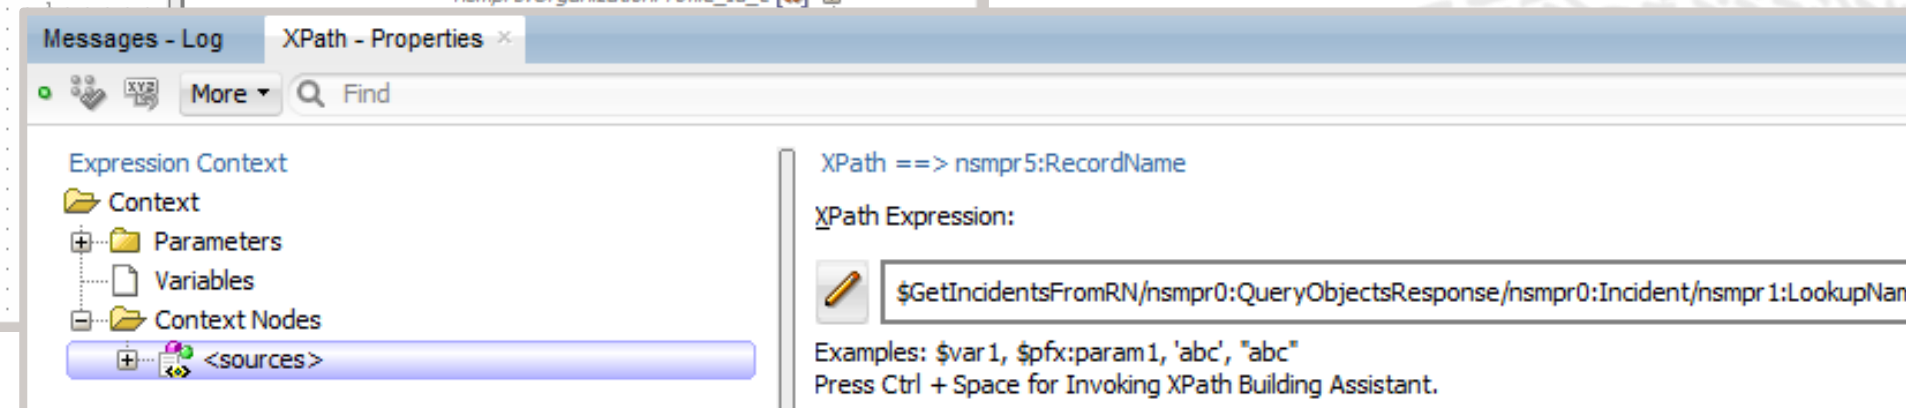 Messages - Log
XPath - Properties
More
Find
Expression Context
Context
Parameters
Variables
Context Nodes
<sources>
XPath ==> nsmpr5:RecordName
XPath Expression:
$GetIncidentsFromRN/nsmpr0:QueryObjectsResponse/nsmpr0:Incident/nsmpr1:LookupNam
Examples: $var1, $pfx:param1, 'abc', "abc"
Press Ctrl + Space for Invoking XPath Building Assistant.